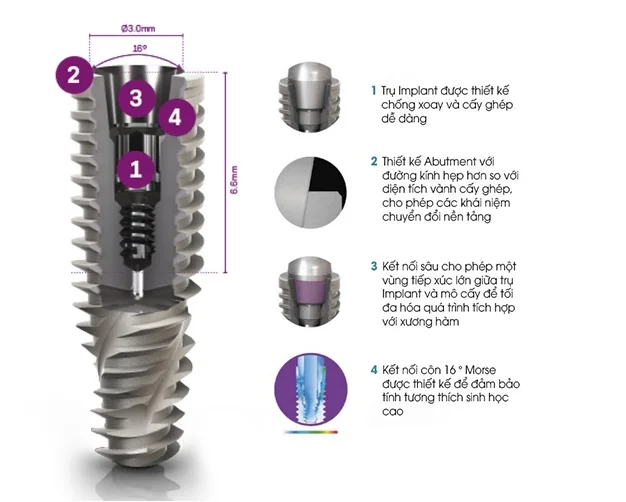 Ø3.0mm
16°
2
3
4
1
6.6mm
1 Trụ Implant được thiết kế
chống xoay và cấy ghép
dễ dàng
2 Thiết kế Abutment với
đường kính hẹp hơn so với
diện tích vành cấy ghép,
cho phép các khái niệm
chuyển đổi nền tảng
3 Kết nối sâu cho phép một
vùng tiếp xúc lớn giữa trụ
Implant và mô cấy để tối
đa hóa quá trình tích hợp
với xương hàm
4 Kết nối côn 16 ° Morse
được thiết kế để đảm bảo
tính tương thích sinh học
cao